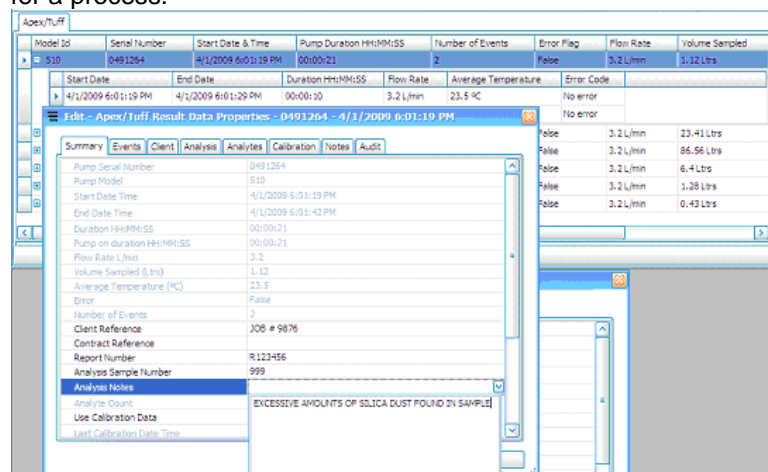 for a process.
Apex/Tuff
Model Id Serial Number Start Date & Time Pump Duration HH:MM:SS Number of Events Error Flag Flow Rate Volume Sampled
510 0491264 4/1/2009 6:01:19 PM 00:00:21 2 False 3.2 L/min 1.12 Ltrs
Start Date End Date Duration HH:MM:SS Flow Rate Average Temperature Error Code
4/1/2009 6:01:19 PM 4/1/2009 6:01:29 PM 00:00:10 3.2 L/min 23.5 ºC No error
No error
Edit - Apex/Tuff Result Data Properties - 0491264 - 4/1/2009 6:01:19 PM
False 3.2 L/min 23.41 Ltrs
False 3.2 L/min 86.56 Ltrs
False 3.2 L/min 6.4 Ltrs
False 3.2 L/min 1.28 Ltrs
False 3.2 L/min 0.43 Ltrs
Summary Events Client Analysis Analytes Calibration Notes Audit
Pump Serial Number 0491264
Pump Model 510
Start Date Time 4/1/2009 6:01:19 PM
End Date Time 4/1/2009 6:01:42 PM
Duration HH:MM:SS 00:00:21
Pump on duration HH:MM:SS 00:00:21
Flow Rate L/min 3.2
Volume Sampled (Ltrs) 1.12
Average Temperature (ºC) 23.5
Error False
Number of Events 2
Client Reference JOB # 9876
Contract Reference
Report Number R123456
Analysis Sample Number 999
Analysis Notes
Analyte Count EXCESSIVE AMOUNTS OF SILICA DUST FOUND IN SAMPLE
Use Calibration Data
Last Calibration Date Time